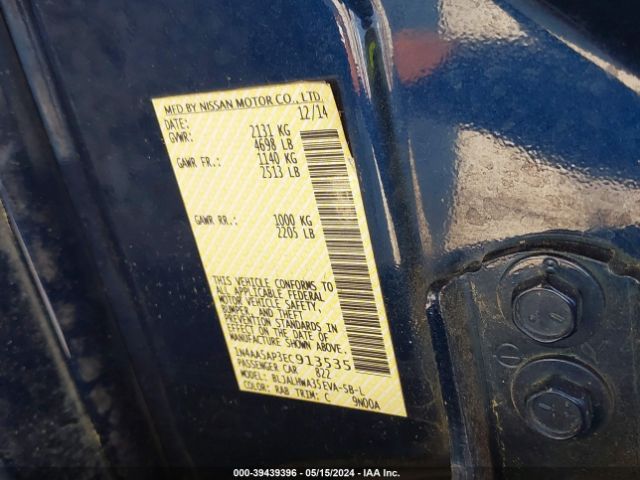 MFD BY NISSAN MOTOR CO., LTD.
DATE: 12/14
GVWR: 2131 KG
4698 LB
GAWR FR.: 1140 KG
2513 LB
GAWR RR.: 1000 KG
2205 LB
THIS VEHICLE CONFORMS TO
ALL APPLICABLE FEDERAL
MOTOR VEHICLE SAFETY,
BUMPER, AND THEFT
PREVENTION STANDARDS IN
EFFECT ON THE DATE OF
MANUFACTURE SHOWN ABOVE.
1N4AA5AP3EC913535
PASSENGER CAR 822
MODEL: BLJALHWA35EVA-5B-L
COLOR: RAB TRIM: C 9N00A
000-39439396 - 05/15/2024 - IAA Inc.